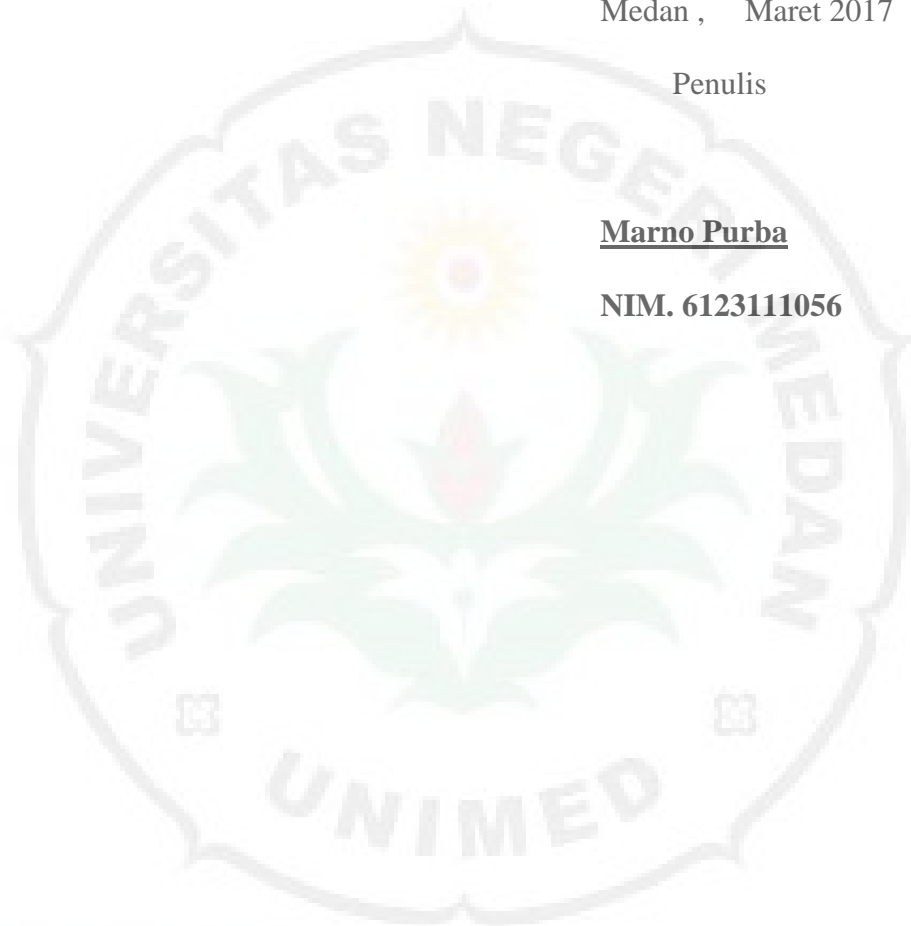 Medan ,    Maret 2017
Penulis
Marno Purba
NIM. 6123111056
UNIVERSITAS NEGERI MEDAN
UNIMED